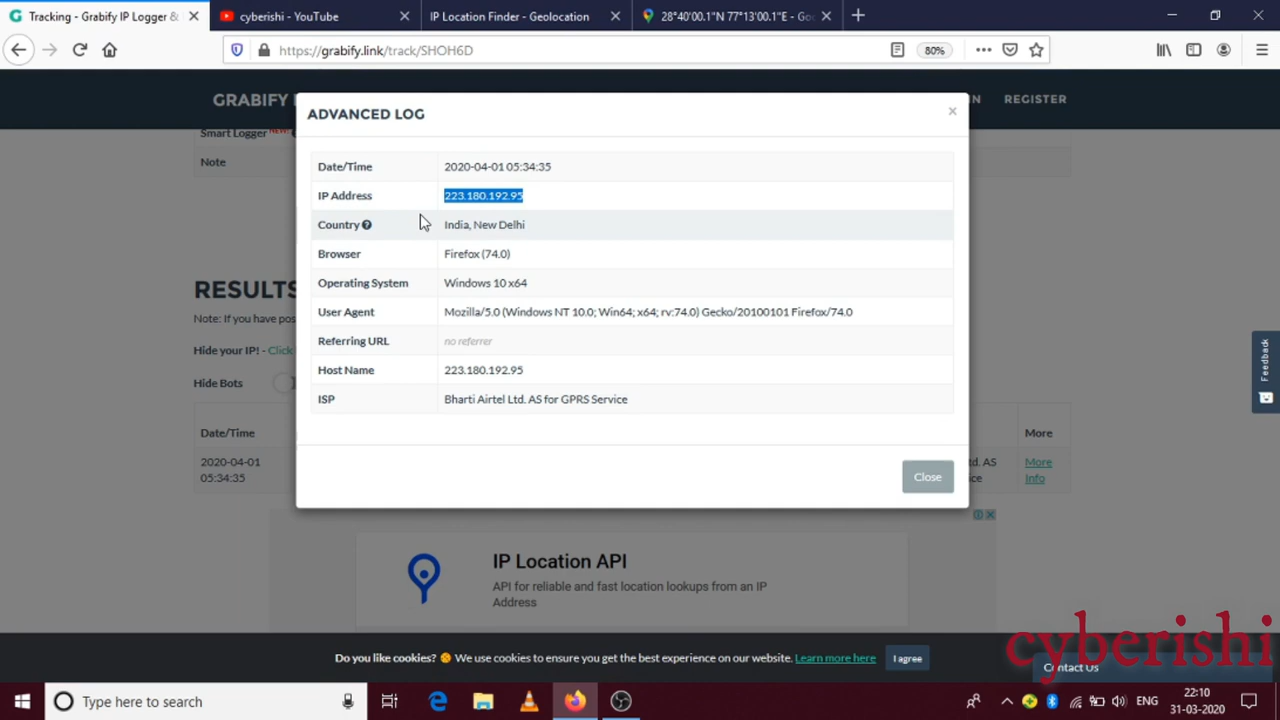 Tracking - Grabify IP Logger &
cyberishi - YouTube
IP Location Finder - Geolocation
28°40'00.1"N 77°13'00.1"E - Go
https://grabify.link/track/SHOH6D
80%
GRABIFY
IN
REGISTER
ADVANCED LOG
Smart Logger NEW!
Note
Date/Time 2020-04-01 05:34:35
IP Address 223.180.192.95
Country India, New Delhi
Browser Firefox (74.0)
Operating System Windows 10 x64
User Agent Mozilla/5.0 (Windows NT 10.0; Win64; x64; rv:74.0) Gecko/20100101 Firefox/74.0
Referring URL no referrer
Host Name 223.180.192.95
ISP Bharti Airtel Ltd. AS for GPRS Service
Close
RESULTS
Note: If you have pos
Hide your IP! - Click
Hide Bots
Date/Time
More
2020-04-01
05:34:35
td. AS
ice
More
Info
Feedback
IP Location API
API for reliable and fast location lookups from an IP
Address
Do you like cookies? We use cookies to ensure you get the best experience on our website. Learn more here
I agree
Contact Us
cyberishi
Type here to search
ENG
22:10
31-03-2020